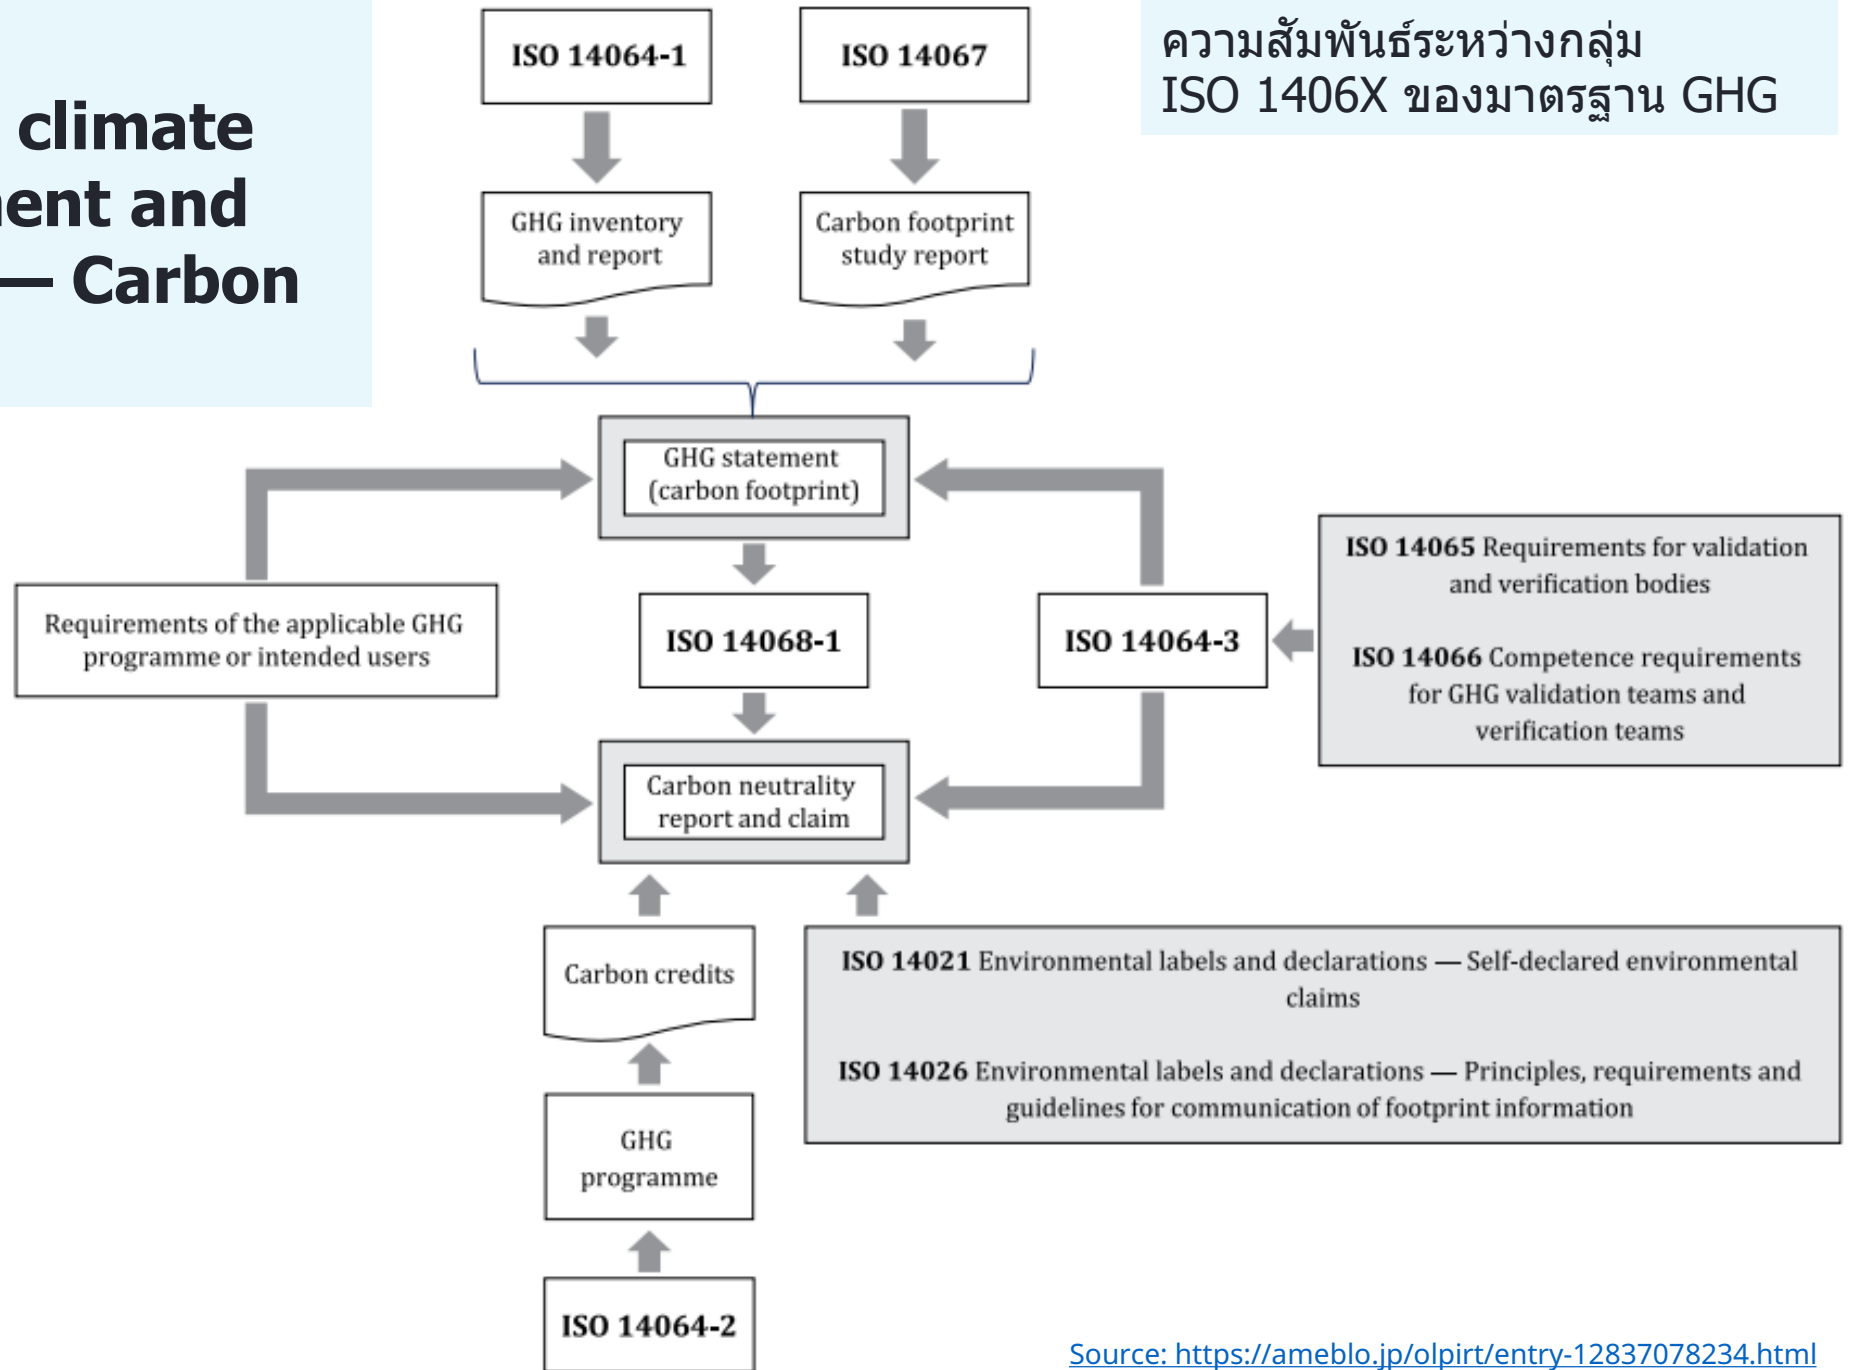 climate
ent and
— Carbon
ความสัมพันธ์ระหว่างกลุ่ม
ISO 1406X ของมาตรฐาน GHG
ISO 14064-1
ISO 14067
GHG inventory
and report
Carbon footprint
study report
GHG statement
(carbon footprint)
Requirements of the applicable GHG
programme or intended users
ISO 14068-1
ISO 14064-3
ISO 14065 Requirements for validation
and verification bodies
ISO 14066 Competence requirements
for GHG validation teams and
verification teams
Carbon neutrality
report and claim
Carbon credits
ISO 14021 Environmental labels and declarations — Self-declared environmental
claims
ISO 14026 Environmental labels and declarations — Principles, requirements and
guidelines for communication of footprint information
GHG
programme
ISO 14064-2
Source: https://ameblo.jp/olpirt/entry-12837078234.html